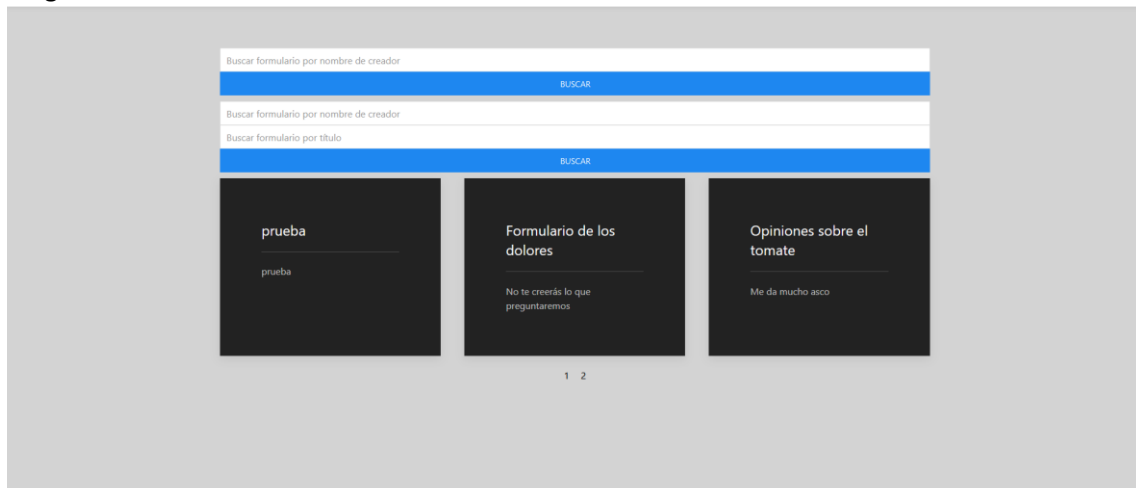 Buscar formulario por nombre de creador
BUSCAR
Buscar formulario por nombre de creador
Buscar formulario por título
BUSCAR
prueba
prueba
Formulario de los
dolores
No te creerás lo que
preguntaremos
Opiniones sobre el
tomate
Me da mucho asco
1 2